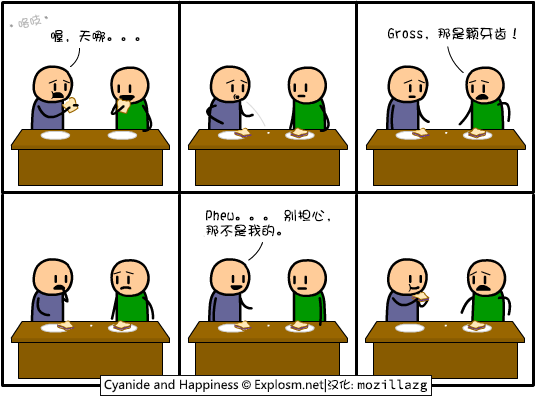 ·咯吱·
喔，天哪。。。
Gross，那是颗牙齿！
Phew。。。 别担心，
那不是我的。
Cyanide and Happiness © Explosm.net|汉化: mozillazg